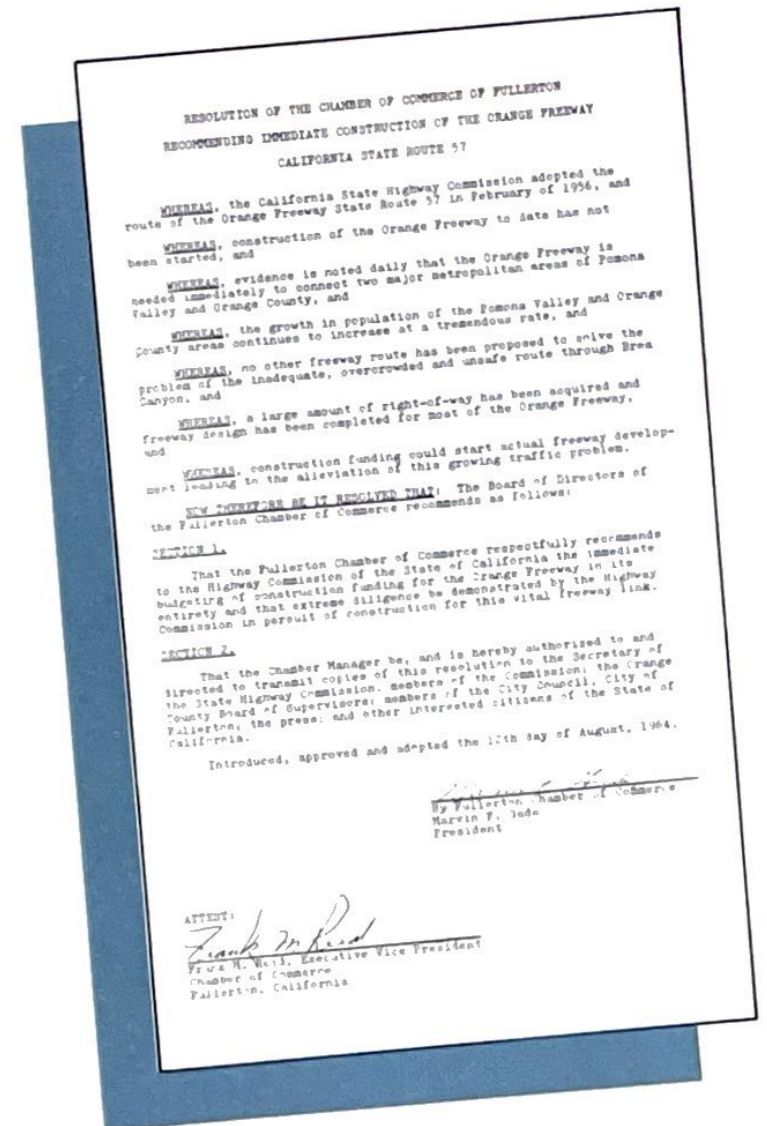 RESOLUTION OF THE CHAMBER OF COMMERCE OF FULLERTON
RECOMMENDING IMMEDIATE CONSTRUCTION OF THE ORANGE FREEWAY
CALIFORNIA STATE ROUTE 57
WHEREAS, the California State Highway Commission adopted the
route of the Orange Freeway State Route 57 in February of 1956, and
WHEREAS, construction of the Orange Freeway to date has not
been started, and
WHEREAS, evidence is noted daily that the Orange Freeway is
needed immediately to connect two major metropolitan areas of Pomona
Valley and Orange County, and
WHEREAS, the growth in population of the Pomona Valley and Orange
County areas continues to increase at a tremendous rate, and
WHEREAS, no other freeway route has been proposed to solve the
problem of the inadequate, overcrowded and unsafe route through Brea
Canyon, and
WHEREAS, a large amount of right-of-way has been acquired and
freeway design has been completed for most of the Orange Freeway,
and
WHEREAS, construction funding could start actual freeway develop-
ment leading to the alleviation of this growing traffic problem.
NOW THEREFORE BE IT RESOLVED THAT: The Board of Directors of
the Fullerton Chamber of Commerce recommends as follows:
SECTION 1.
That the Fullerton Chamber of Commerce respectfully recommends
to the Highway Commission of the State of California the immediate
budgeting of construction funding for the Orange Freeway in its
entirety and that extreme diligence be demonstrated by the Highway
Commission in persuit of construction for this vital freeway link.
SECTION 2.
That the Chamber Manager be, and is hereby authorized to and
directed to transmit copies of this resolution to the Secretary of
the State Highway Commission, members of the Commission; the Orange
County Board of Supervisors; members of the City Council, City of
Fullerton; the press; and other interested citizens of the State of
California.
Introduced, approved and adopted the day of August, 1964.
By Fullerton Chamber of Commerce
Marvin
President
ATTEST:
Frank M Reid
Frank M. Reid, Executive Vice President
Chamber of Commerce
Fullerton, California